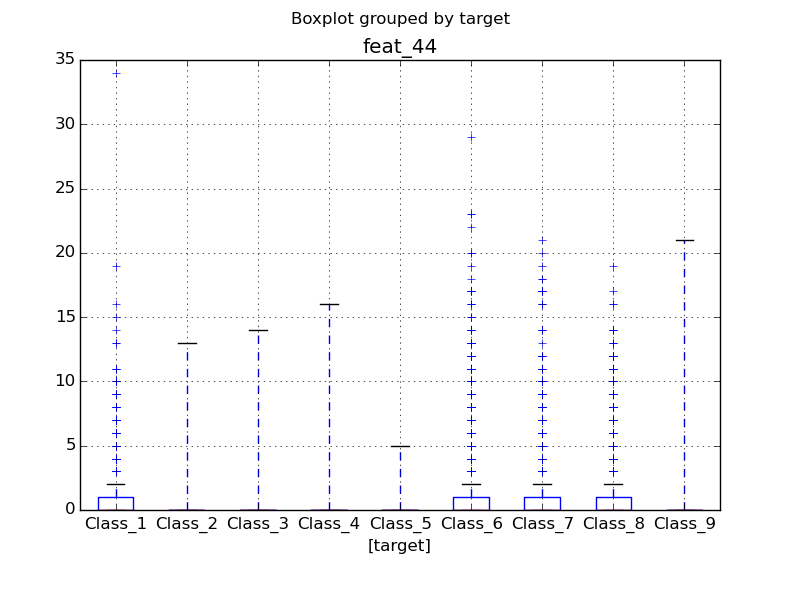 Boxplot grouped by target
feat_44
35
30
25
20
15
10
5
0
Class_1 Class_2 Class_3 Class_4 Class_5 Class_6 Class_7 Class_8 Class_9
[target]